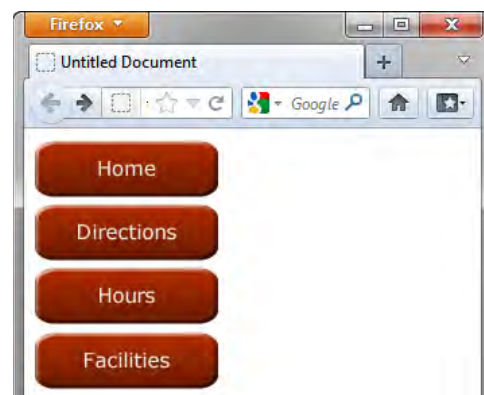 Firefox
Untitled Document
Google
Home
Directions
Hours
Facilities